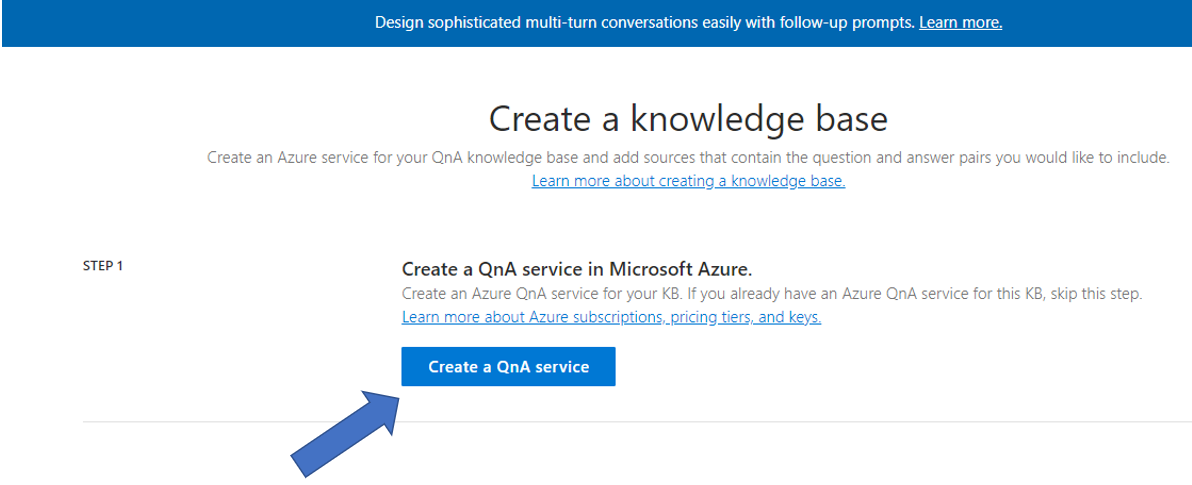 Design sophisticated multi-turn conversations easily with follow-up prompts. Learn more.
Create a knowledge base
Create an Azure service for your QnA knowledge base and add sources that contain the question and answer pairs you would like to include.
Learn more about creating a knowledge base.
STEP 1
Create a QnA service in Microsoft Azure.
Create an Azure QnA service for your KB. If you already have an Azure QnA service for this KB, skip this step.
Learn more about Azure subscriptions, pricing tiers, and keys.
Create a QnA service